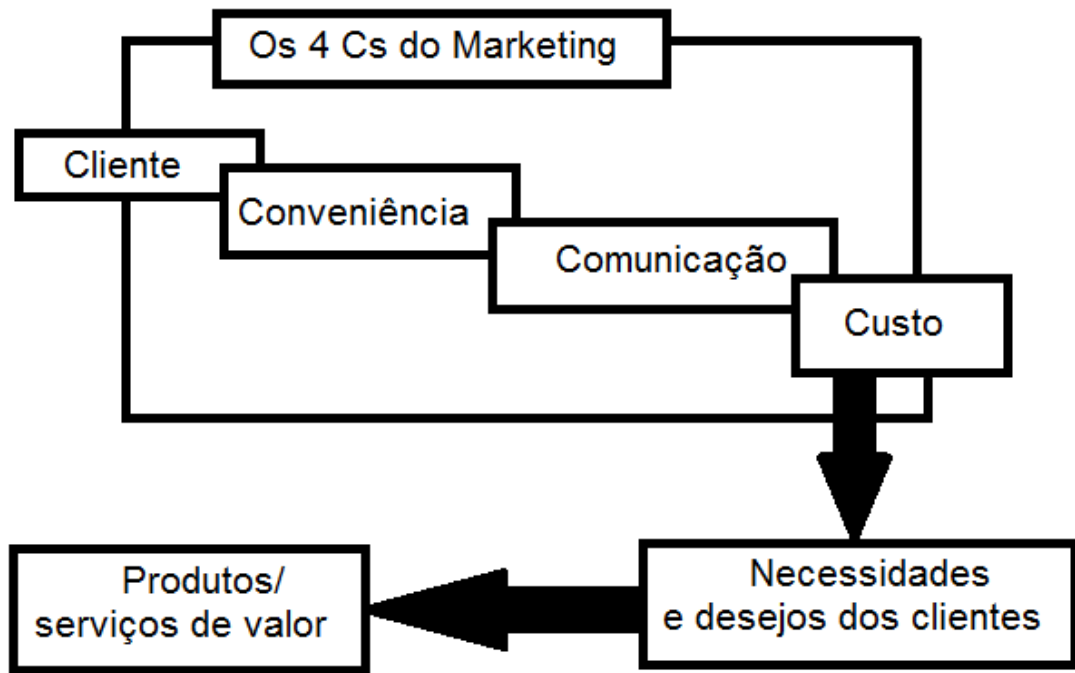 Os 4 Cs do Marketing
Cliente
Conveniência
Comunicação
Custo
Necessidades
e desejos dos clientes
Produtos/
serviços de valor